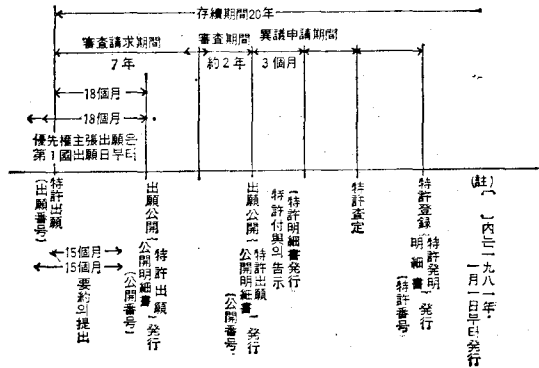 存續期間20年
審査請求期間
7年
審査期間
約2年
異議申請期間
3個月
18個月
18個月
優先權主張出願은
第1國出願日부터
特許出願
(出願番号)
15個月
15個月
要約의提出
出願公開
特許出願
公開明細書
発行
(公開番号)
出願公開
特許出願
公開明細書
発行
(公開番号)
特許付與의告示
(特許明細書発行)
特許査定
特許登録
特許発明
明細書
発行
(特許番号)
(註)
( )内는一九八一年
一月一日부터発行